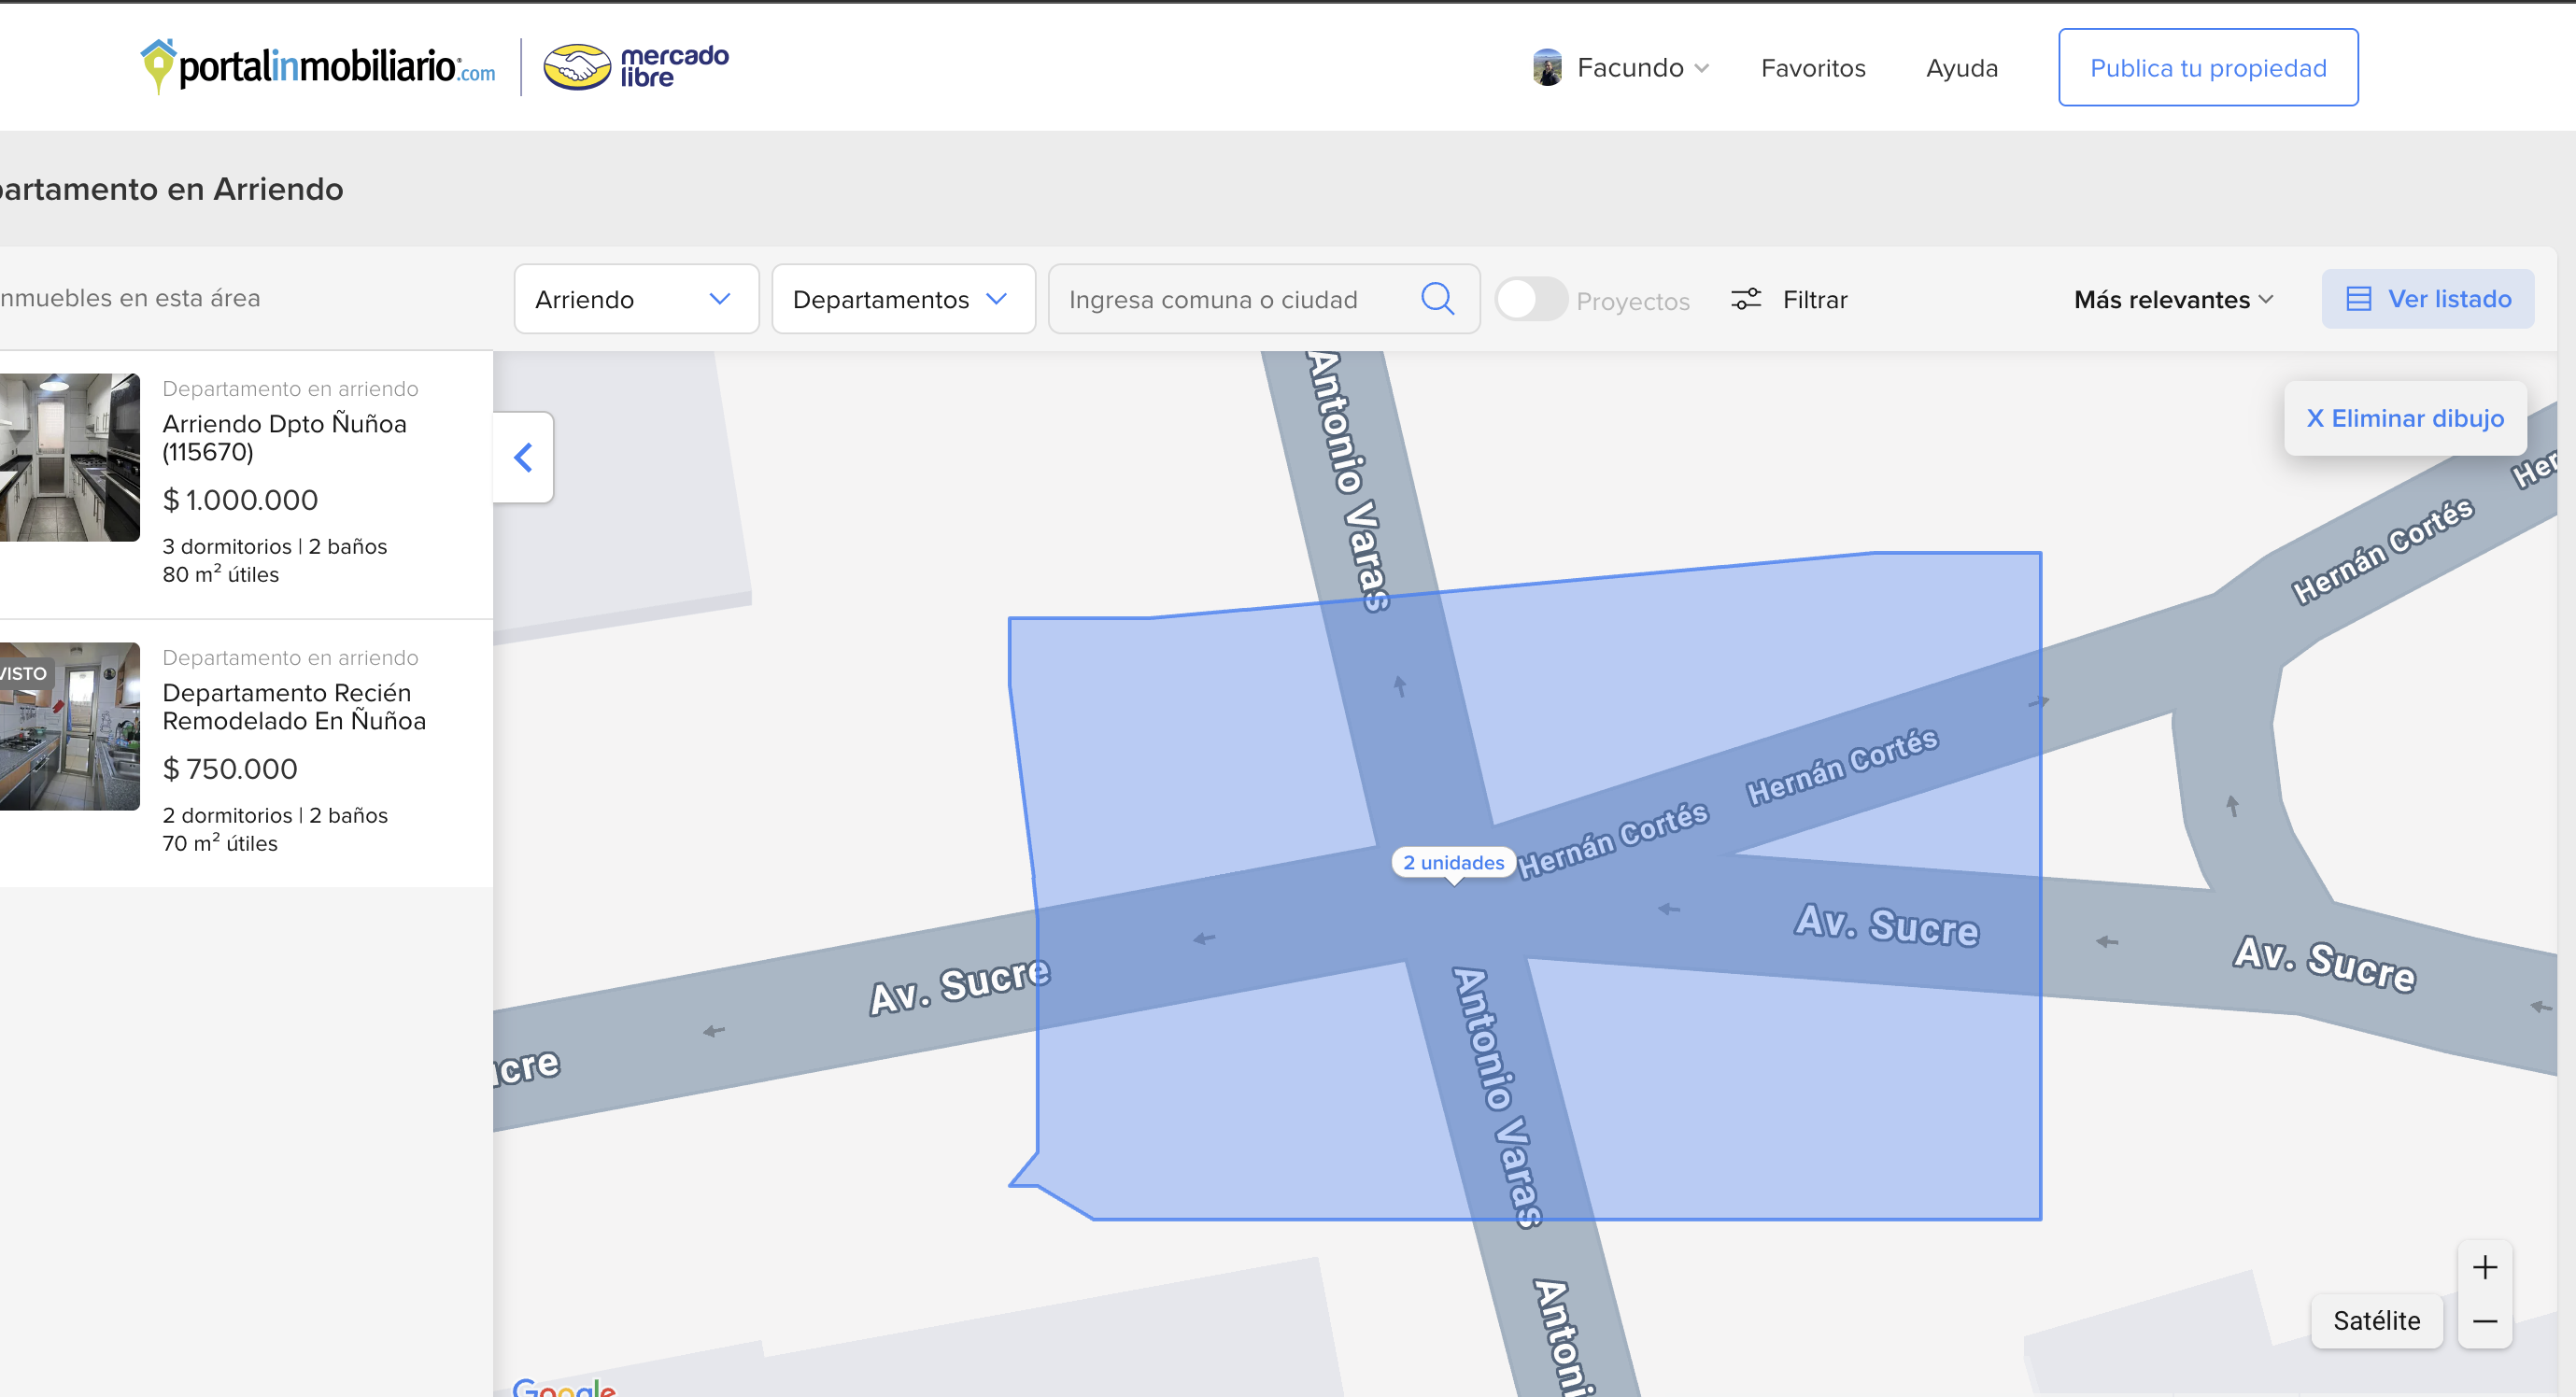 portalinmobiliario.com
mercado
libre
Facundo
Favoritos
Ayuda
Publica tu propiedad
partamento en Arriendo
nmuebles en esta área
Arriendo
Departamentos
Ingresa comuna o ciudad
Proyectos
Filtrar
Más relevantes
Ver listado
Departamento en arriendo
Arriendo Dpto Ñuñoa
(115670)
$ 1.000.000
3 dormitorios | 2 baños
80 m² útiles
VISTO
Departamento en arriendo
Departamento Recién
Remodelado En Ñuñoa
$ 750.000
2 dormitorios | 2 baños
70 m² útiles
X Eliminar dibujo
Antonio Varas
Her
Hernán Cortés
Hernán Cortés
Hernán Cortés
2 unidades
Av. Sucre
Av. Sucre
Av. Sucre
ucre
Antonio Varas
Antoni
Satélite
Google